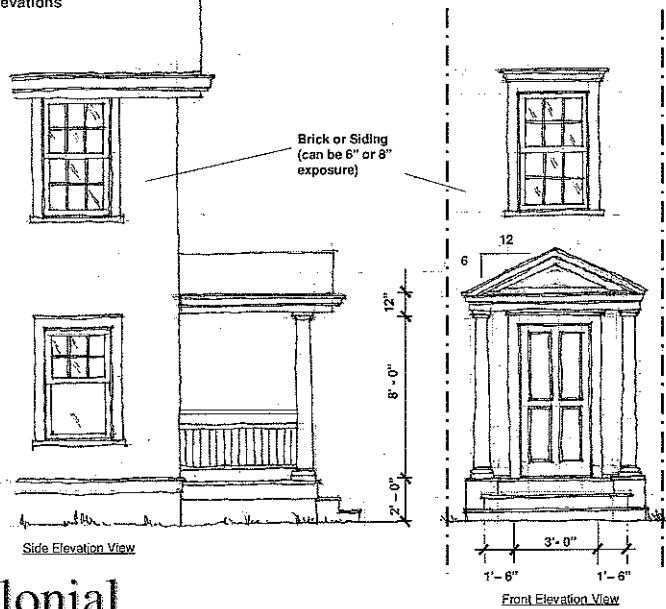 evations
Brick or Siding
(can be 6" or 8"
exposure)
12
6
12"
8'-0"
2'-0"
3'-0"
1'-6"
1'-6"
Side Elevation View
Front Elevation View
lonial